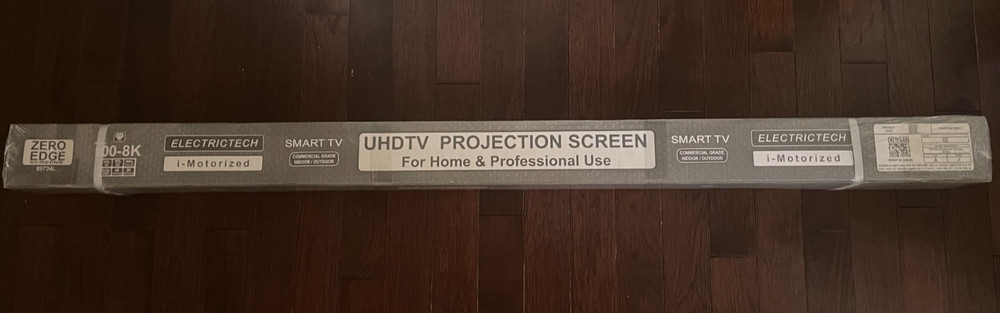 ZERO
EDGE
00-8K
ELECTRICTECH
i-Motorized
SMART TV
COMMERCIAL GRADE
INDOOR / OUTDOOR
UHDTV PROJECTION SCREEN
For Home & Professional Use
SMART TV
COMMERCIAL GRADE
INDOOR / OUTDOOR
ELECTRICTECH
i-Motorized